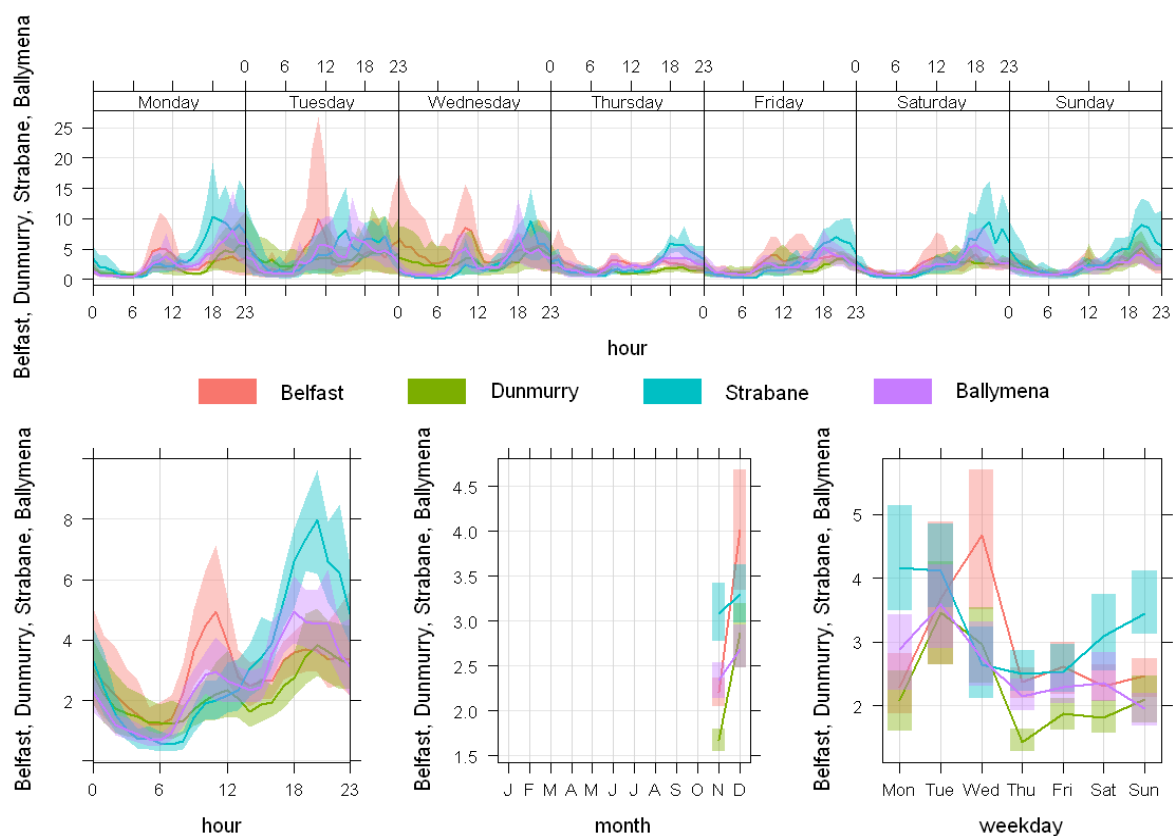 Belfast, Dunmurry, Strabane, Ballymena
0 6 12 18 23 0 6 12 18 23 0 6 12 18 23
Monday Tuesday Wednesday Thursday Friday Saturday Sunday
25
20
15
10
5
0
0 6 12 18 23 0 6 12 18 23 0 6 12 18 23 0 6 12 18 23
hour
Belfast Dunmurry Strabane Ballymena
Belfast, Dunmurry, Strabane, Ballymena
8
6
4
2
0 6 12 18 23
hour
Belfast, Dunmurry, Strabane, Ballymena
4.5
4.0
3.5
3.0
2.5
2.0
1.5
J F M A M J J A S O N D
month
Belfast, Dunmurry, Strabane, Ballymena
5
4
3
2
Mon Tue Wed Thu Fri Sat Sun
weekday